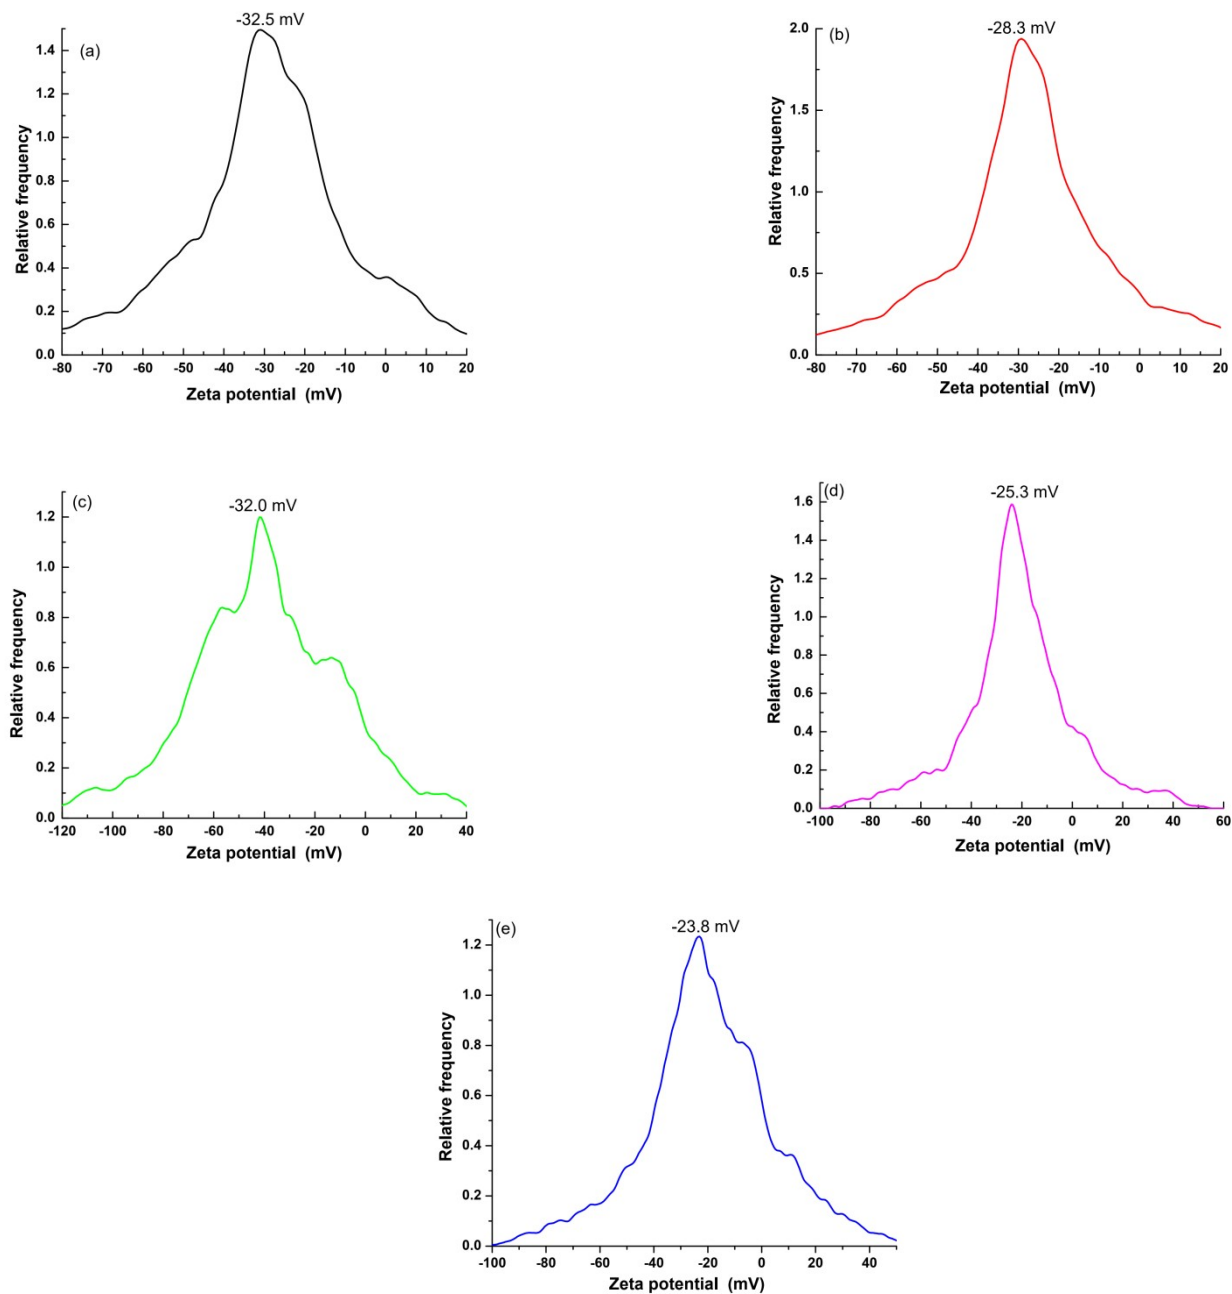 -32.5 mV
(a)
1.4
1.2
1.0
0.8
0.6
0.4
0.2
0.0
Relative frequency
-80 -70 -60 -50 -40 -30 -20 -10 0 10 20
Zeta potential (mV)
-28.3 mV
(b)
2.0
1.5
1.0
0.5
0.0
Relative frequency
-80 -70 -60 -50 -40 -30 -20 -10 0 10 20
Zeta potential (mV)
-32.0 mV
(c)
1.2
1.0
0.8
0.6
0.4
0.2
0.0
Relative frequency
-120 -100 -80 -60 -40 -20 0 20 40
Zeta potential (mV)
-25.3 mV
(d)
1.6
1.4
1.2
1.0
0.8
0.6
0.4
0.2
0.0
Relative frequency
-100 -80 -60 -40 -20 0 20 40 60
Zeta potential (mV)
-23.8 mV
(e)
1.2
1.0
0.8
0.6
0.4
0.2
0.0
Relative frequency
-100 -80 -60 -40 -20 0 20 40
Zeta potential (mV)